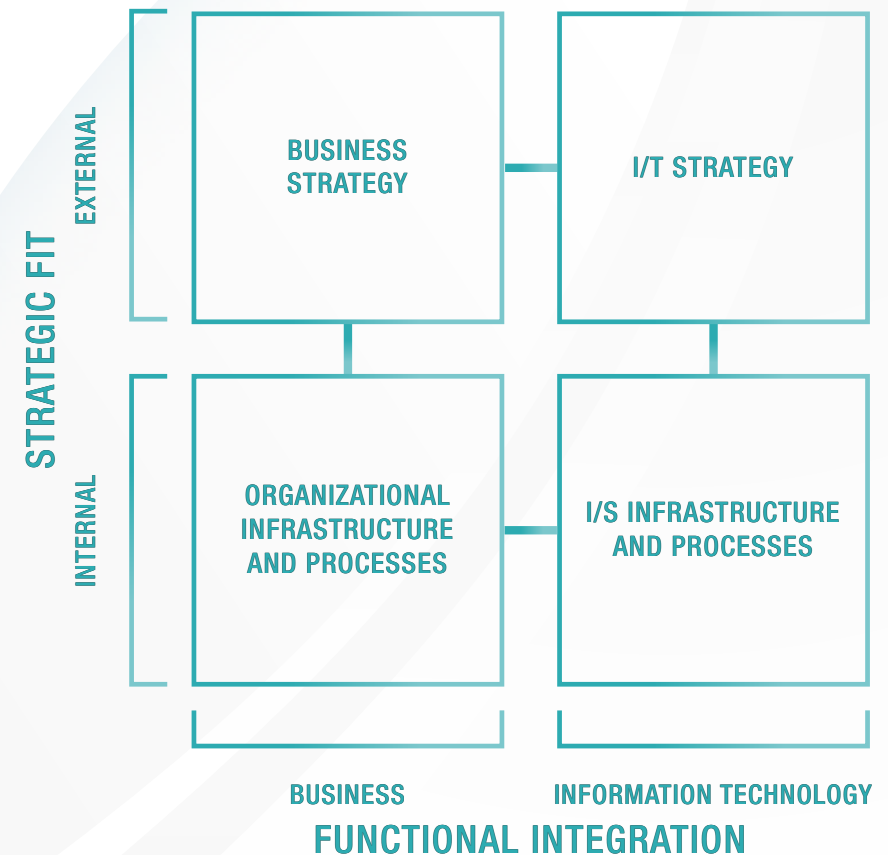 STRATEGIC FIT
EXTERNAL
BUSINESS
STRATEGY
I/T STRATEGY
INTERNAL
ORGANIZATIONAL
INFRASTRUCTURE
AND PROCESSES
I/S INFRASTRUCTURE
AND PROCESSES
BUSINESS
INFORMATION TECHNOLOGY
FUNCTIONAL INTEGRATION